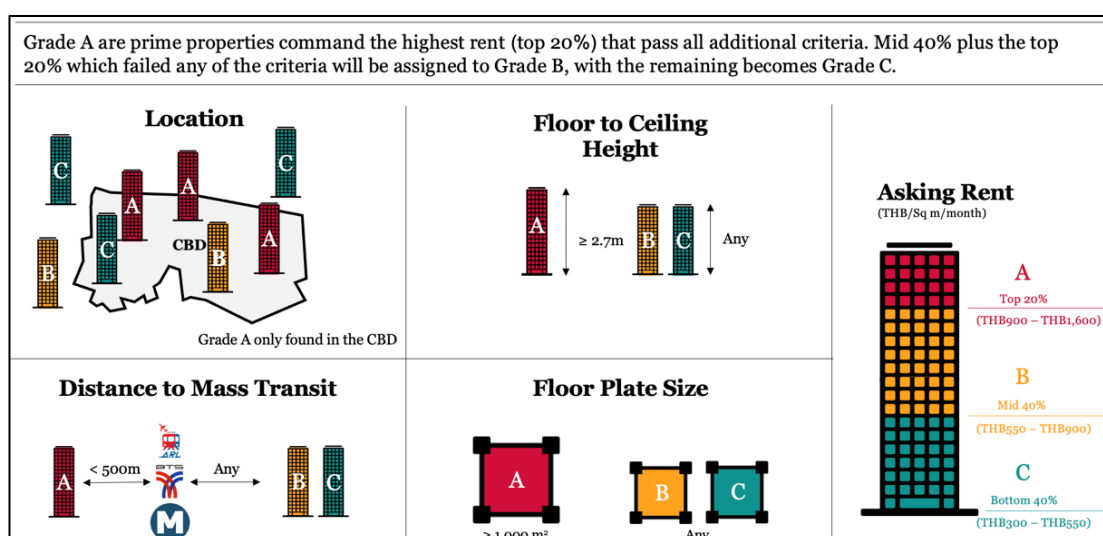 Grade A are prime properties command the highest rent (top 20%) that pass all additional criteria. Mid 40% plus the top
20% which failed any of the criteria will be assigned to Grade B, with the remaining becomes Grade C.
Location
C
C
A
A
C
CBD
B
A
B
Grade A only found in the CBD
Floor to Ceiling
Height
A
≥ 2.7m
B
C
Any
Distance to Mass Transit
A
< 500m
ARL
BTS
M
Any
B
C
Floor Plate Size
A
B
C
Any
Asking Rent
(THB/Sq m/month)
A
Top 20%
(THB900 – THB1,600)
B
Mid 40%
(THB550 – THB900)
C
Bottom 40%
(THB300 – THB550)